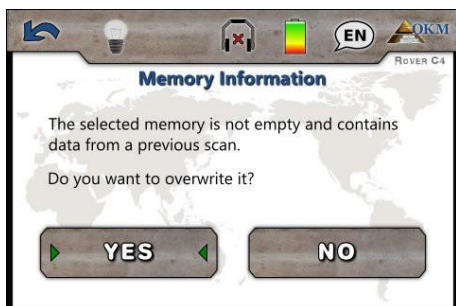 EN
OKM
ROVER C4
Memory Information
The selected memory is not empty and contains
data from a previous scan.
Do you want to overwrite it?
YES
NO